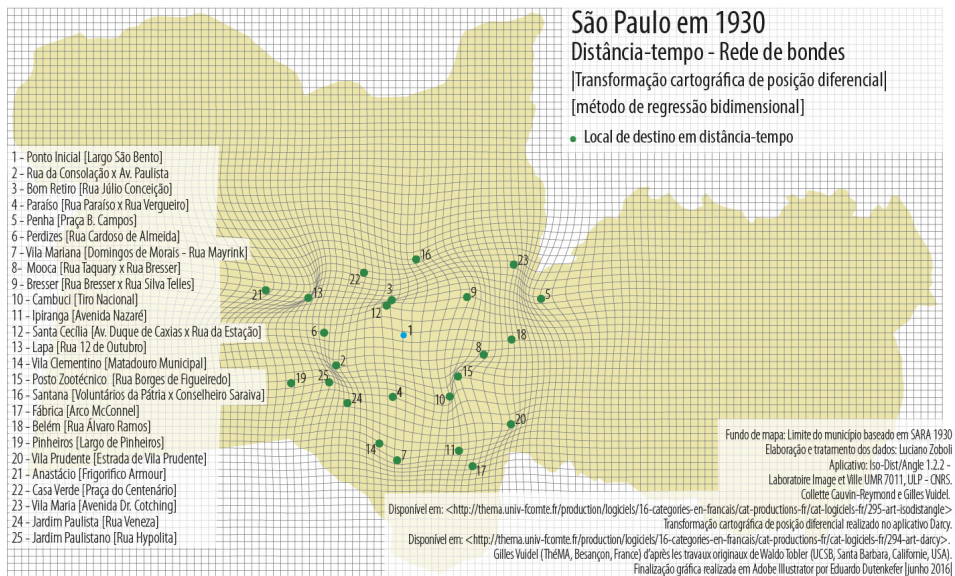 São Paulo em 1930
Distância-tempo - Rede de bondes
|Transformação cartográfica de posição diferencial|
[método de regressão bidimensional]
Local de destino em distância-tempo
1 - Ponto Inicial [Largo São Bento]
2 - Rua da Consolação x Av. Paulista
3 - Bom Retiro [Rua Júlio Conceição]
4 - Paraíso [Rua Paraíso x Rua Vergueiro]
5 - Penha [Praça B. Campos]
6 - Perdizes [Rua Cardoso de Almeida]
7 - Vila Mariana [Domingos de Morais - Rua Mayrink]
8- Mooca [Rua Taquary x Rua Bresser]
9 - Bresser [Rua Bresser x Rua Silva Telles]
10 - Cambuci [Tiro Nacional]
11 - Ipiranga [Avenida Nazaré]
12 - Santa Cecília [Av. Duque de Caxias x Rua da Estação]
13 - Lapa [Rua 12 de Outubro]
14 - Vila Clementino [Matadouro Municipal]
15 - Posto Zootécnico [Rua Borges de Figueiredo]
16 - Santana [Voluntários da Pátria x Conselheiro Saraiva]
17 - Fábrica [Arco McConnel]
18 - Belém [Rua Álvaro Ramos]
19 - Pinheiros [Largo de Pinheiros]
20 - Vila Prudente [Estrada de Vila Prudente]
21 - Anastácio [Frigorifico Armour]
22 - Casa Verde [Praça do Centenário]
23 - Vila Maria [Avenida Dr. Cotching]
24 - Jardim Paulista [Rua Veneza]
25 - Jardim Paulistano [Rua Hypolita]
16
23
22
21
13
3
9
5
12
1
6
18
8
2
15
19
25
4
10
24
20
14
7
11
17
Fundo de mapa: Limite do município baseado em SARA 1930
Elaboração e tratamento dos dados: Luciano Zoboli
Aplicativo: Iso-Dist/Angle 1.2.2 -
Laboratoire Image et Ville UMR 7011, ULP - CNRS.
Collette Cauvin-Reymond e Gilles Vuidel.
Disponível em: <http://thema.univ-fcomte.fr/production/logiciels/16-categories-en-francais/cat-productions-fr/cat-logiciels-fr/295-art-isodistangle>
Transformação cartográfica de posição diferencial realizado no aplicativo Darcy.
Disponível em: <http://thema.univ-fcomte.fr/production/logiciels/16-categories-en-francais/cat-productions-fr/cat-logiciels-fr/294-art-darcy>.
Gilles Vuidel (ThéMA, Besançon, France) d'après les travaux originaux de Waldo Tobler (UCSB, Santa Barbara, Californie, USA).
Finalização gráfica realizada em Adobe Illustrator por Eduardo Dutenkefer |junho 2016|